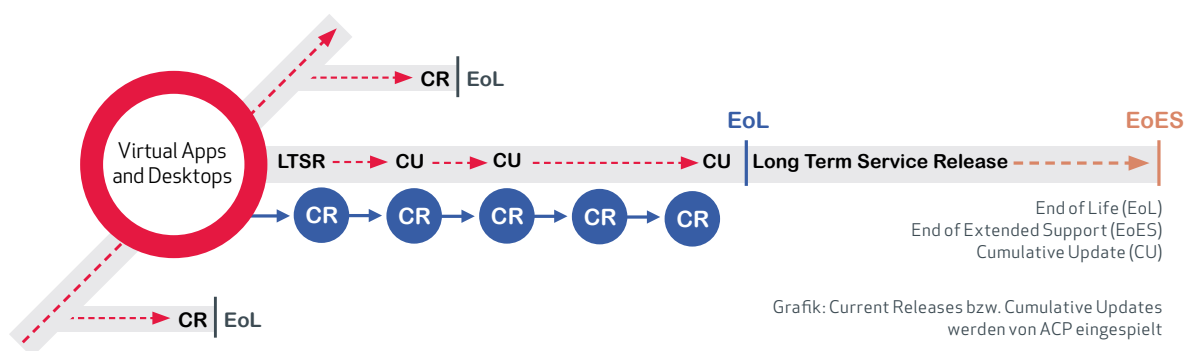 CR EoL
Virtual Apps
and Desktops
EoL
EoES
LTSR CU CU CU Long Term Service Release
CR CR CR CR CR
End of Life (EoL)
End of Extended Support (EoES)
Cumulative Update (CU)
CR EoL
Grafik: Current Releases bzw. Cumulative Updates
werden von ACP eingespielt